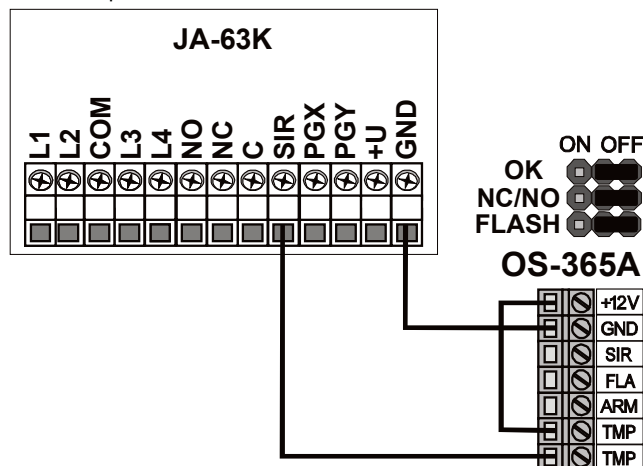 JA-63K
L1
L2
COM
L3
L4
NO
NC
C
SIR
PGX
PGY
+U
GND
ON OFF
OK
NC/NO
FLASH
OS-365A
+12V
GND
SIR
FLA
ARM
TMP
TMP